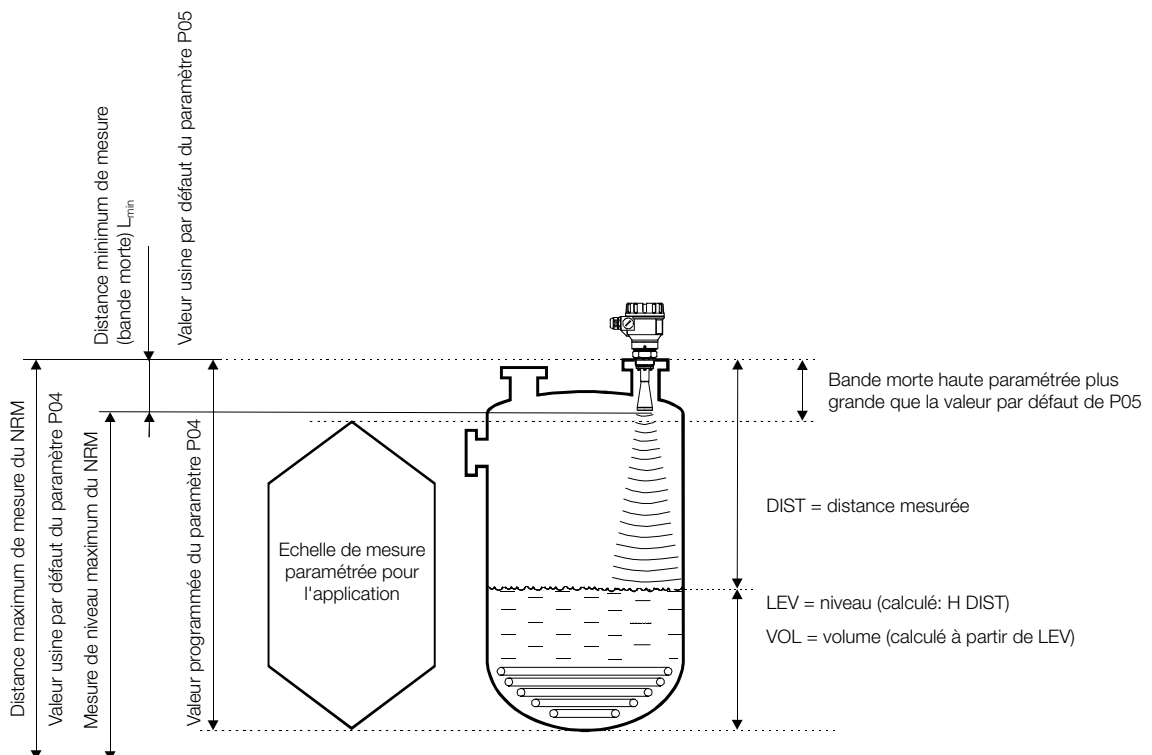 Distance minimum de mesure
(bande morte) Lmin
Valeur usine par défaut du paramètre P05
Distance maximum de mesure du NRM
Valeur usine par défaut du paramètre P04
Mesure de niveau maximum du NRM
Valeur programmée du paramètre P04
Echelle de mesure
paramétrée pour
l'application
Bande morte haute paramétrée plus
grande que la valeur par défaut de P05
DIST = distance mesurée
LEV = niveau (calculé: H DIST)
VOL = volume (calculé à partir de LEV)